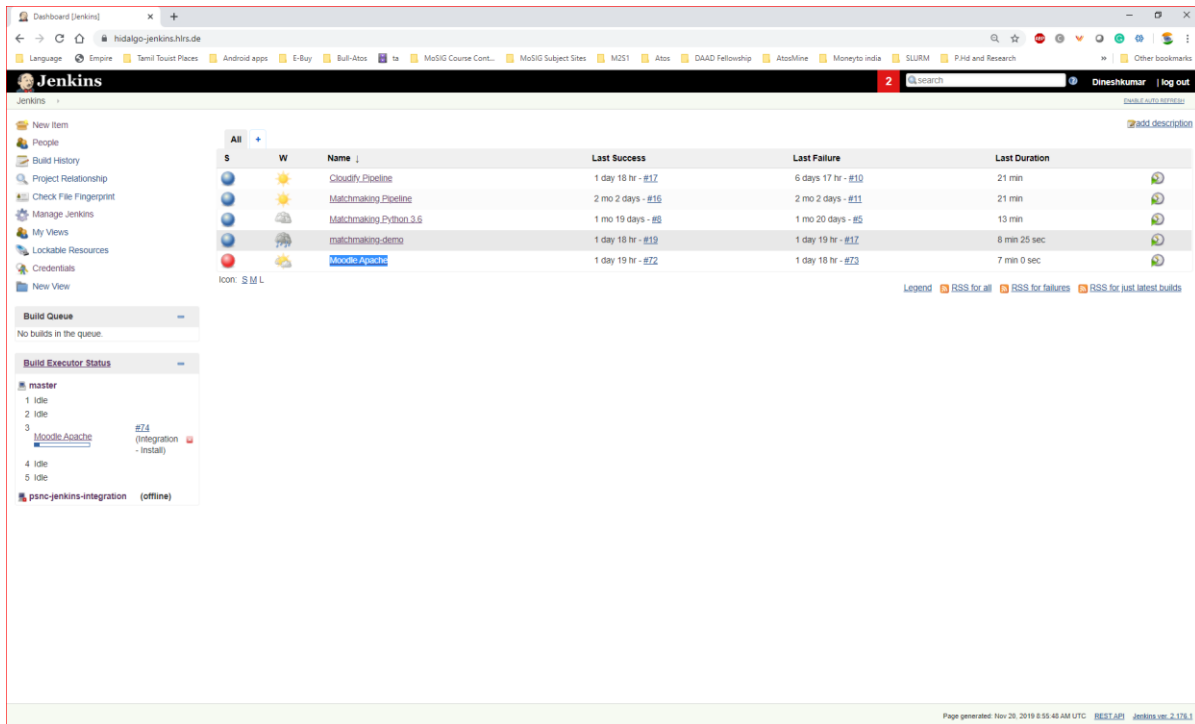 Dashboard [Jenkins]
hidalgo-jenkins.hlrs.de
Language Empire Tamil Touist Places Android apps E-Buy Bull-Atos ta MoSIG Course Cont... MoSIG Subject Sites M2S1 Atos DAAD Fellowship AtosMine Moneyto india SLURM P.Hd and Research » Other bookmarks
Jenkins 2 search Dineshkumar | log out
Jenkins ENABLE AUTO REFRESH
New Item
People
Build History
Project Relationship
Check File Fingerprint
Manage Jenkins
My Views
Lockable Resources
Credentials
New View
add description
All +
S W Name ↓ Last Success Last Failure Last Duration
Cloudify Pipeline 1 day 18 hr - #17 6 days 17 hr - #10 21 min
Matchmaking Pipeline 2 mo 2 days - #16 2 mo 2 days - #11 21 min
Matchmaking Python 3.6 1 mo 19 days - #8 1 mo 20 days - #5 13 min
matchmaking-demo 1 day 18 hr - #19 1 day 19 hr - #17 8 min 25 sec
Moodle Apache 1 day 19 hr - #72 1 day 18 hr - #73 7 min 0 sec
Icon: S M L
Legend RSS for all RSS for failures RSS for just latest builds
Build Queue
No builds in the queue.
Build Executor Status
master
1 Idle
2 Idle
3 Moodle Apache #74 (Integration - Install)
4 Idle
5 Idle
psnc-jenkins-integration (offline)
Page generated: Nov 20, 2019 8:55:46 AM UTC REST API Jenkins ver. 2.176.1